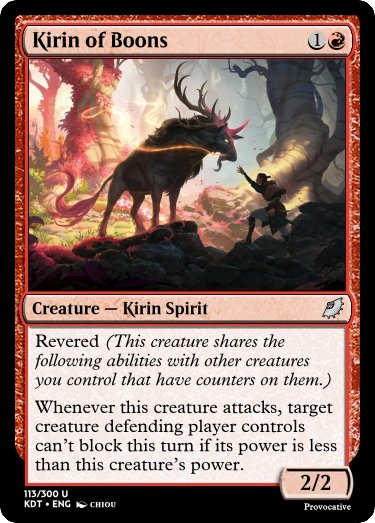 Kirin of Boons 1
Creature — Kirin Spirit
Revered (This creature shares the
following abilities with other creatures
you control that have counters on them.)
Whenever this creature attacks, target
creature defending player controls
can't block this turn if its power is less
than this creature's power.
2/2
113/300 U
KDT • ENG CHIOU
Provocative